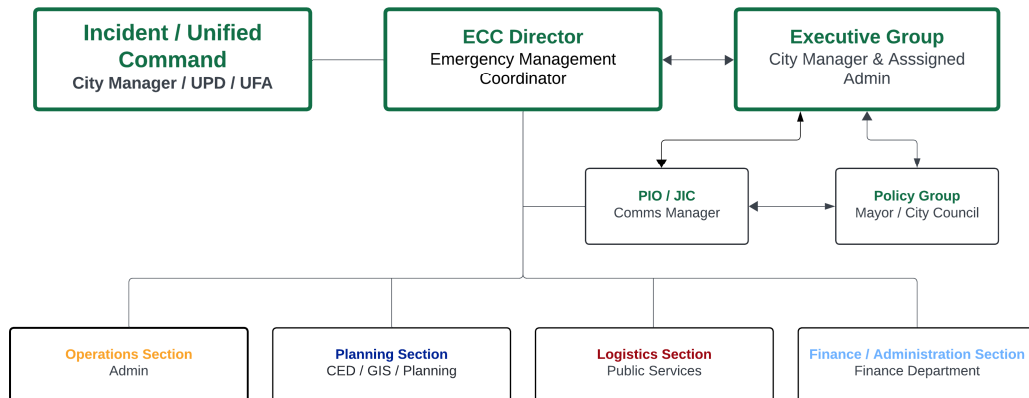 Incident / Unified
Command
City Manager / UPD / UFA
ECC Director
Emergency Management
Coordinator
Executive Group
City Manager & Asssigned
Admin
PIO / JIC
Comms Manager
Policy Group
Mayor / City Council
Operations Section
Admin
Planning Section
CED / GIS / Planning
Logistics Section
Public Services
Finance / Administration Section
Finance Department